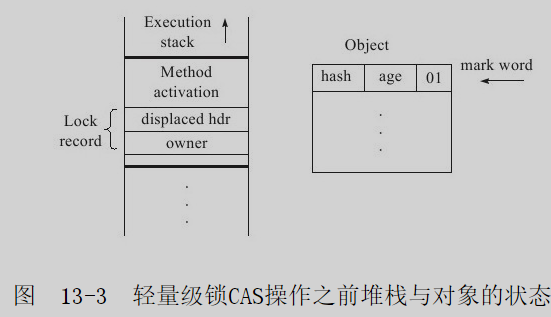 Execution
stack
Method
activation
Lock
record
displaced hdr
owner
Object
mark word
hash age 01
图 13-3 轻量级锁CAS操作之前堆栈与对象的状态